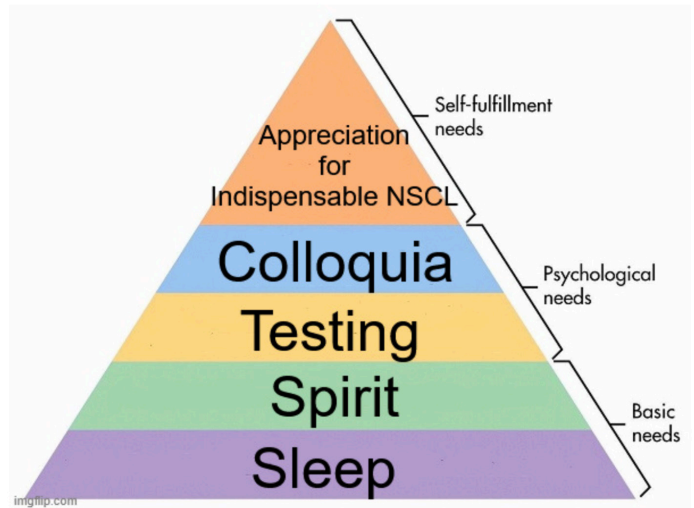 Appreciation
for
Indispensable NSCL
Self-fulfillment
needs
Colloquia
Psychological
needs
Testing
Spirit
Basic
needs
Sleep
imgflip.com